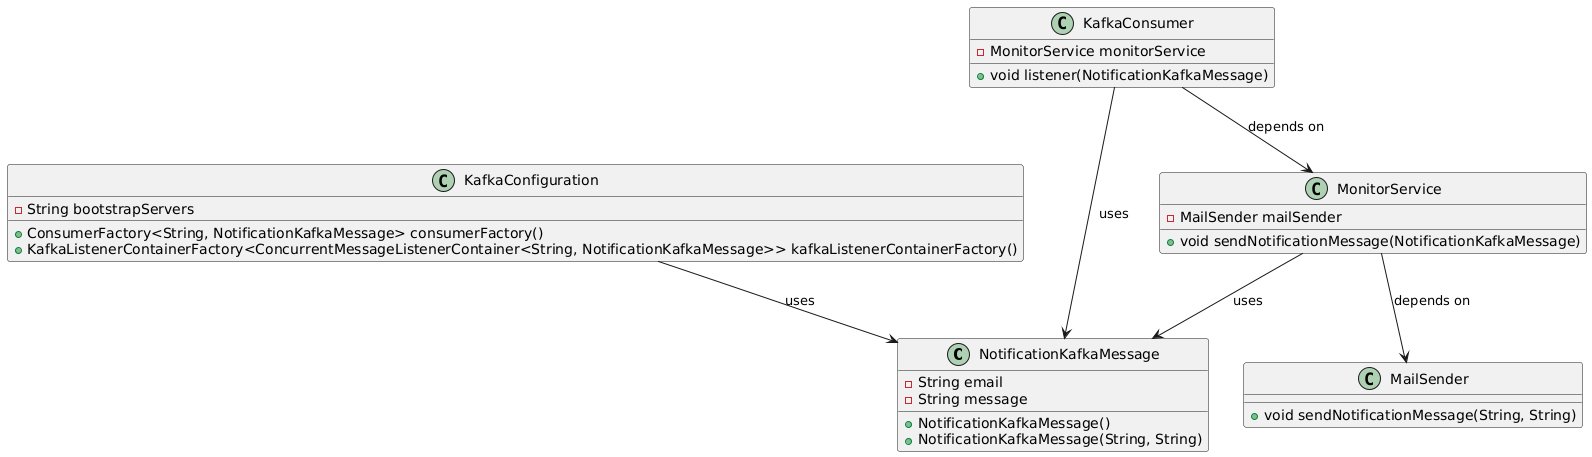 C KafkaConsumer
MonitorService monitorService
void listener(NotificationKafkaMessage)
depends on
C KafkaConfiguration
String bootstrapServers
ConsumerFactory<String, NotificationKafkaMessage> consumerFactory()
KafkaListenerContainerFactory<ConcurrentMessageListenerContainer<String, NotificationKafkaMessage>> kafkaListenerContainerFactory()
uses
C MonitorService
MailSender mailSender
void sendNotificationMessage(NotificationKafkaMessage)
uses
uses
depends on
C NotificationKafkaMessage
String email
String message
NotificationKafkaMessage()
NotificationKafkaMessage(String, String)
C MailSender
void sendNotificationMessage(String, String)